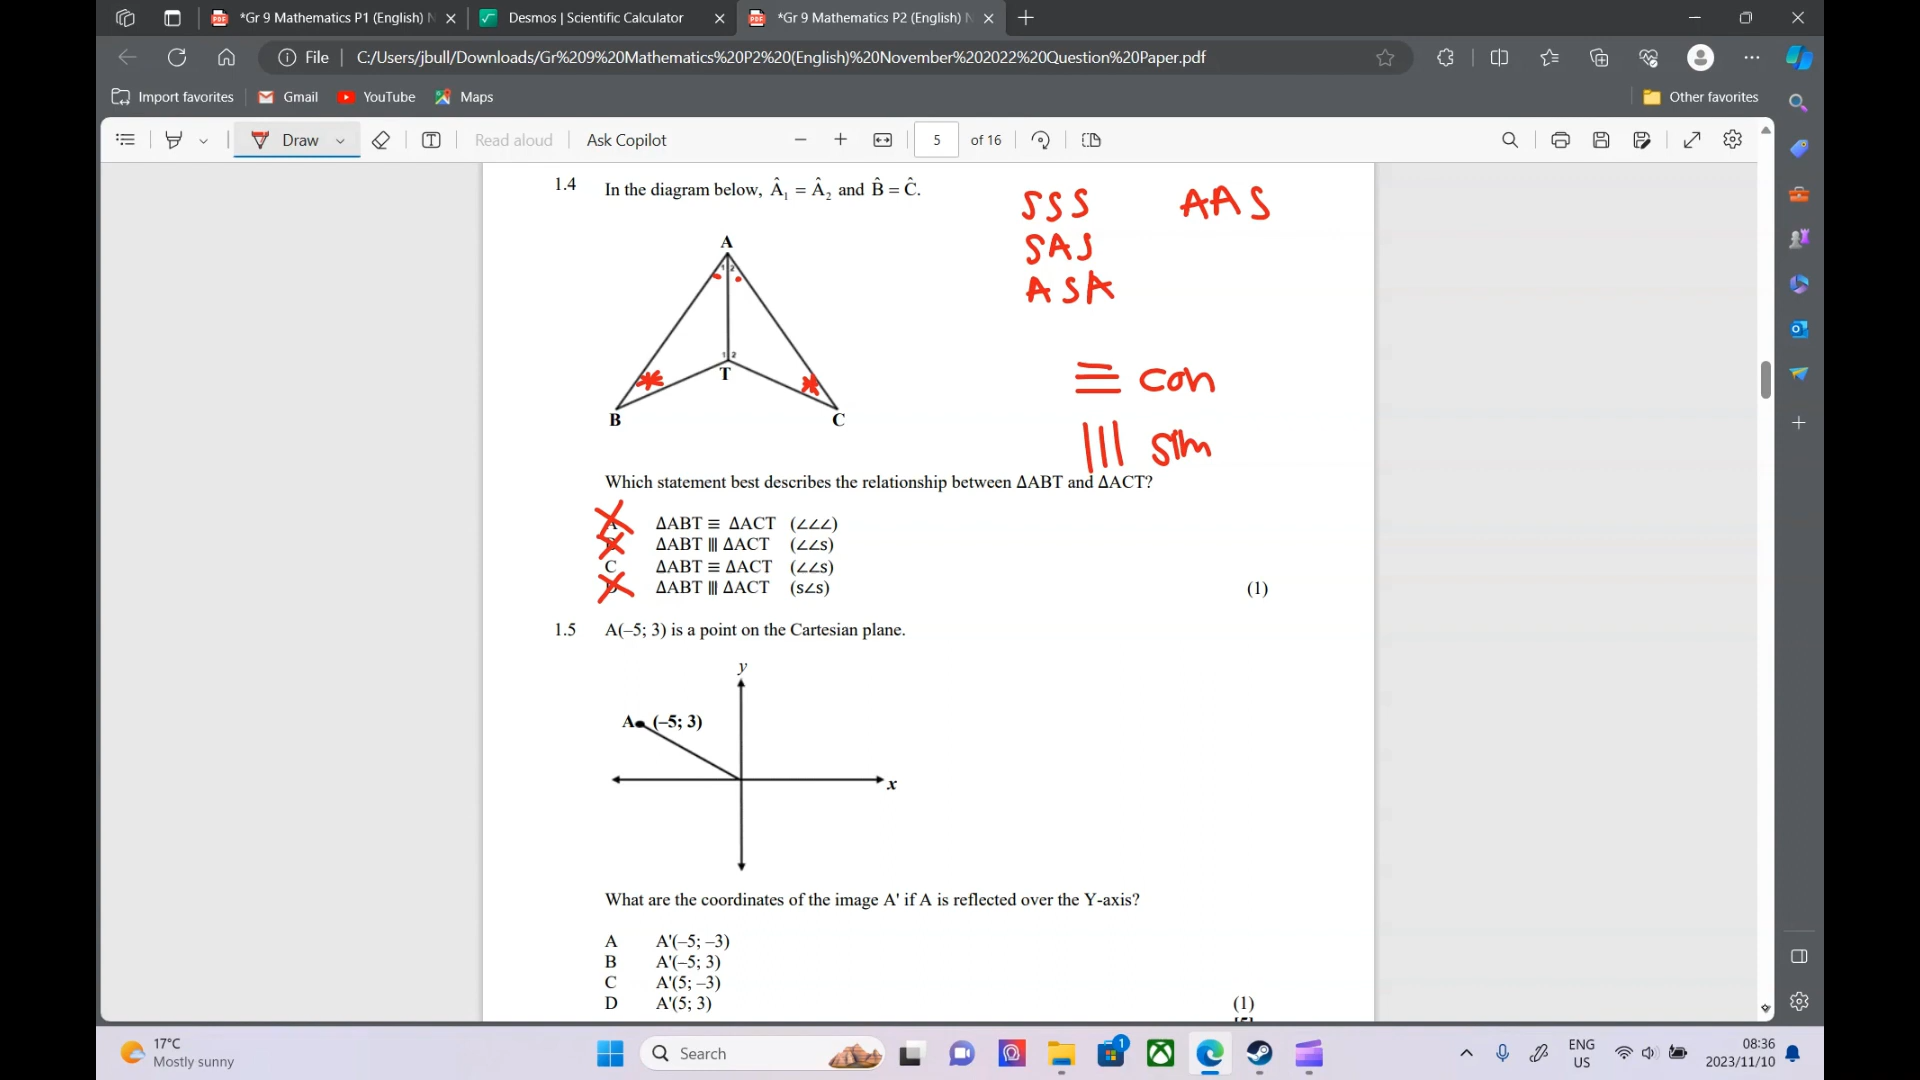 *Gr 9 Mathematics P1 (English) N
Desmos | Scientific Calculator
*Gr 9 Mathematics P2 (English) N
File
C:/Users/jbull/Downloads/Gr%209%20Mathematics%20P2%20(English)%20November%202022%20Question%20Paper.pdf
Import favorites
Gmail
YouTube
Maps
Other favorites
Draw
Read aloud
Ask Copilot
5 of 16
1.4 In the diagram below, Â₁ = Â₂ and B̂ = Ĉ.
SSS AAS
SAS
ASA
A
1 2
1 2
T
B
C
≡ con
||| sim
Which statement best describes the relationship between ΔABT and ΔACT?
A ΔABT ≡ ΔACT (∠∠∠)
B ΔABT ||| ΔACT (∠∠s)
C ΔABT ≡ ΔACT (∠∠s)
D ΔABT ||| ΔACT (s∠s) (1)
1.5 A(–5; 3) is a point on the Cartesian plane.
y
A (–5; 3)
x
What are the coordinates of the image A' if A is reflected over the Y-axis?
A A'(–5; –3)
B A'(–5; 3)
C A'(5; –3)
D A'(5; 3) (1)
17°C
Mostly sunny
Search
1
ENG
US
08:36
2023/11/10